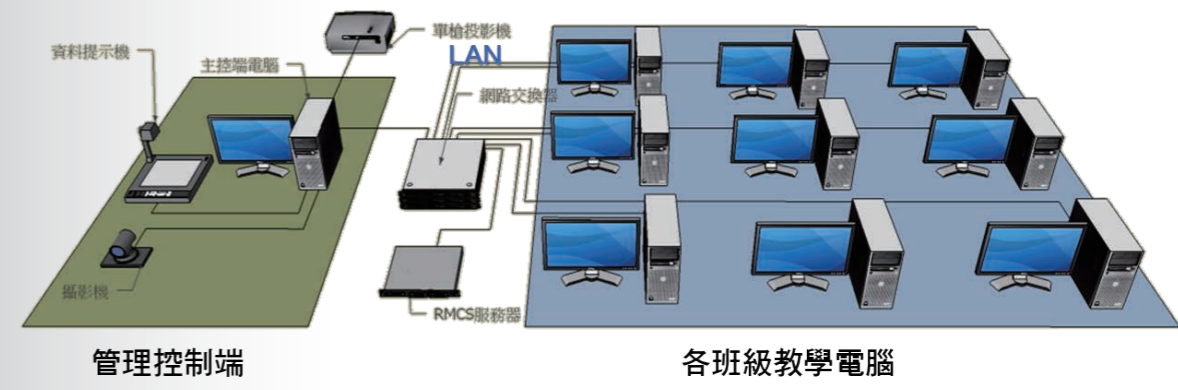 單槍投影機
資料提示機
LAN
主控端電腦
網路交換器
攝影機
RMCS服務器
管理控制端
各班級教學電腦